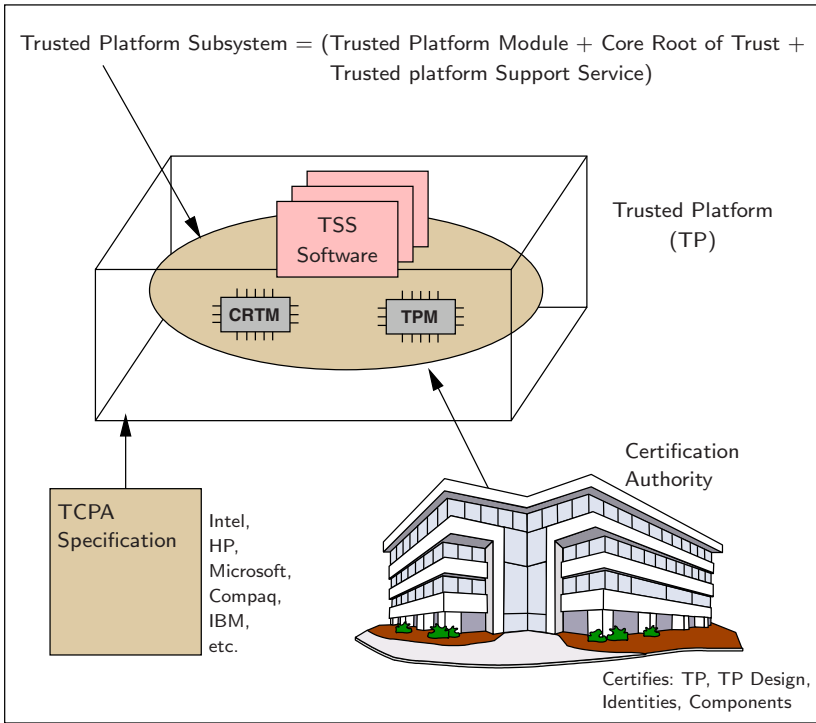 Trusted Platform Subsystem = (Trusted Platform Module + Core Root of Trust +
Trusted platform Support Service)
TSS
Software
Trusted Platform
(TP)
CRTM
TPM
Certification
Authority
TCPA
Specification
Intel,
HP,
Microsoft,
Compaq,
IBM,
etc.
Certifies: TP, TP Design,
Identities, Components